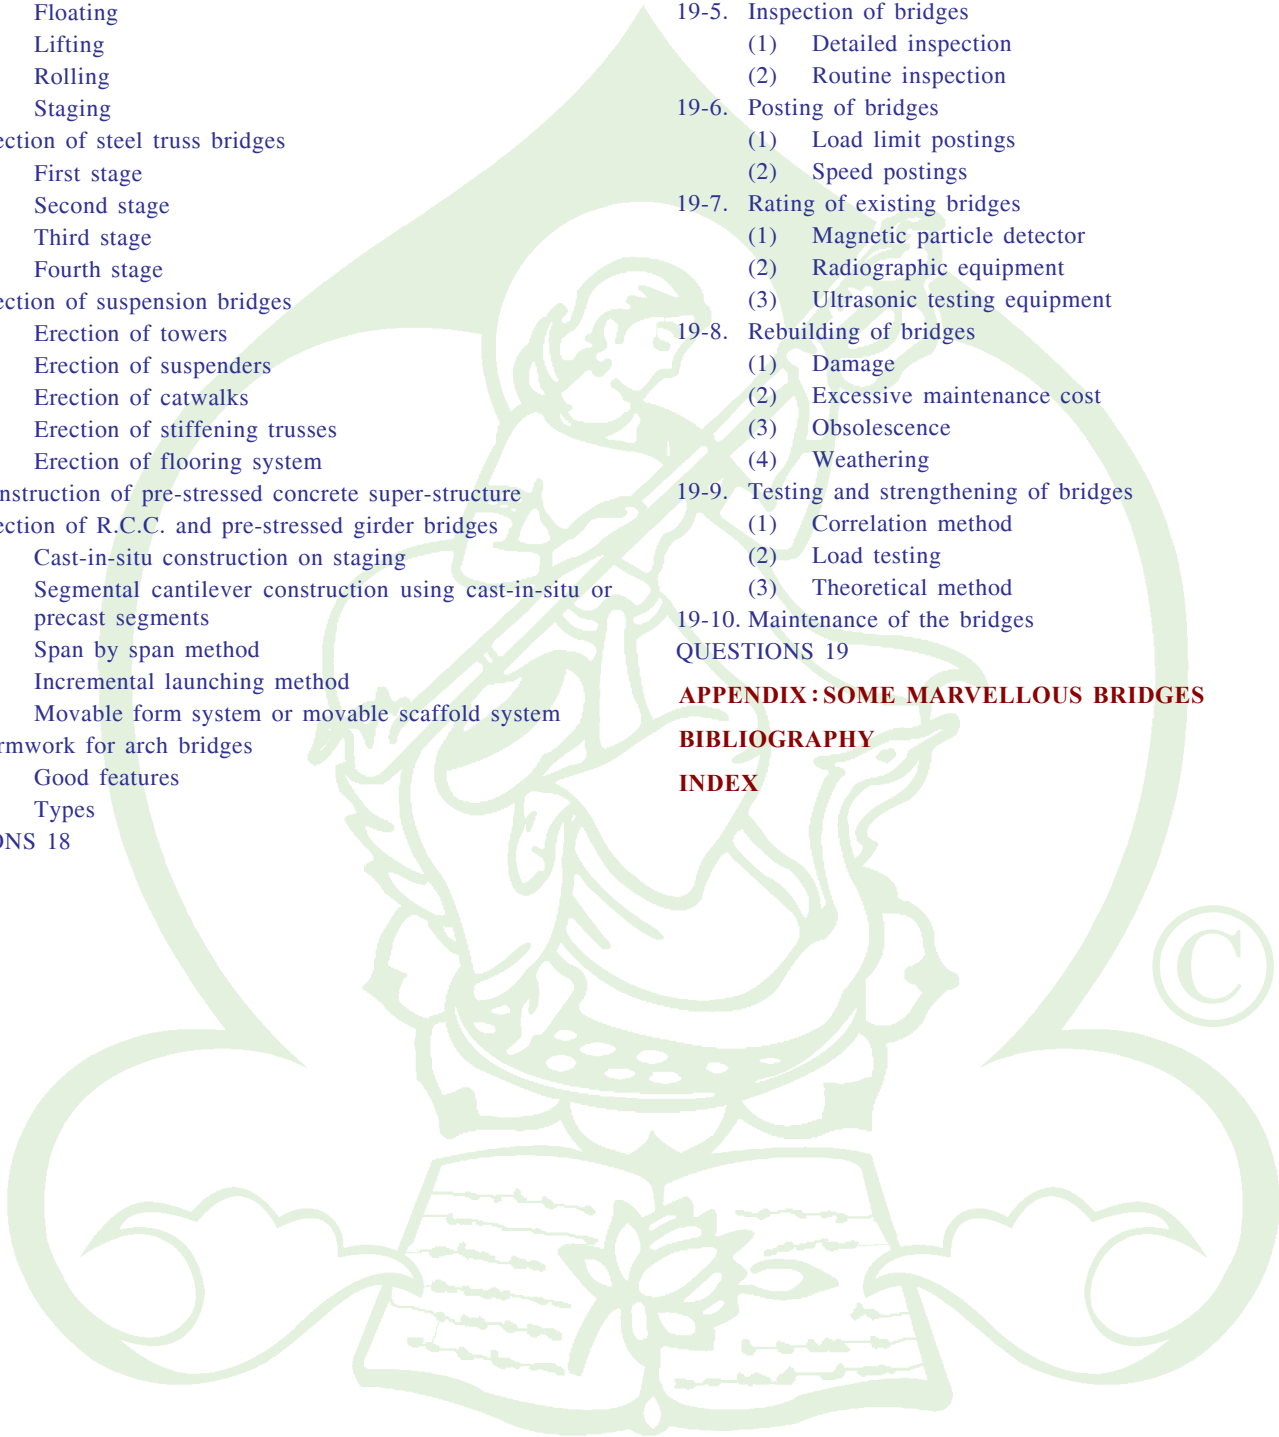 Floating
Lifting
Rolling
Staging
ection of steel truss bridges
First stage
Second stage
Third stage
Fourth stage
ection of suspension bridges
Erection of towers
Erection of suspenders
Erection of catwalks
Erection of stiffening trusses
Erection of flooring system
nstruction of pre-stressed concrete super-structure
ection of R.C.C. and pre-stressed girder bridges
Cast-in-situ construction on staging
Segmental cantilever construction using cast-in-situ or
precast segments
Span by span method
Incremental launching method
Movable form system or movable scaffold system
rmwork for arch bridges
Good features
Types
ONS 18
19-5. Inspection of bridges
(1) Detailed inspection
(2) Routine inspection
19-6. Posting of bridges
(1) Load limit postings
(2) Speed postings
19-7. Rating of existing bridges
(1) Magnetic particle detector
(2) Radiographic equipment
(3) Ultrasonic testing equipment
19-8. Rebuilding of bridges
(1) Damage
(2) Excessive maintenance cost
(3) Obsolescence
(4) Weathering
19-9. Testing and strengthening of bridges
(1) Correlation method
(2) Load testing
(3) Theoretical method
19-10. Maintenance of the bridges
QUESTIONS 19
APPENDIX : SOME MARVELLOUS BRIDGES
BIBLIOGRAPHY
INDEX
©